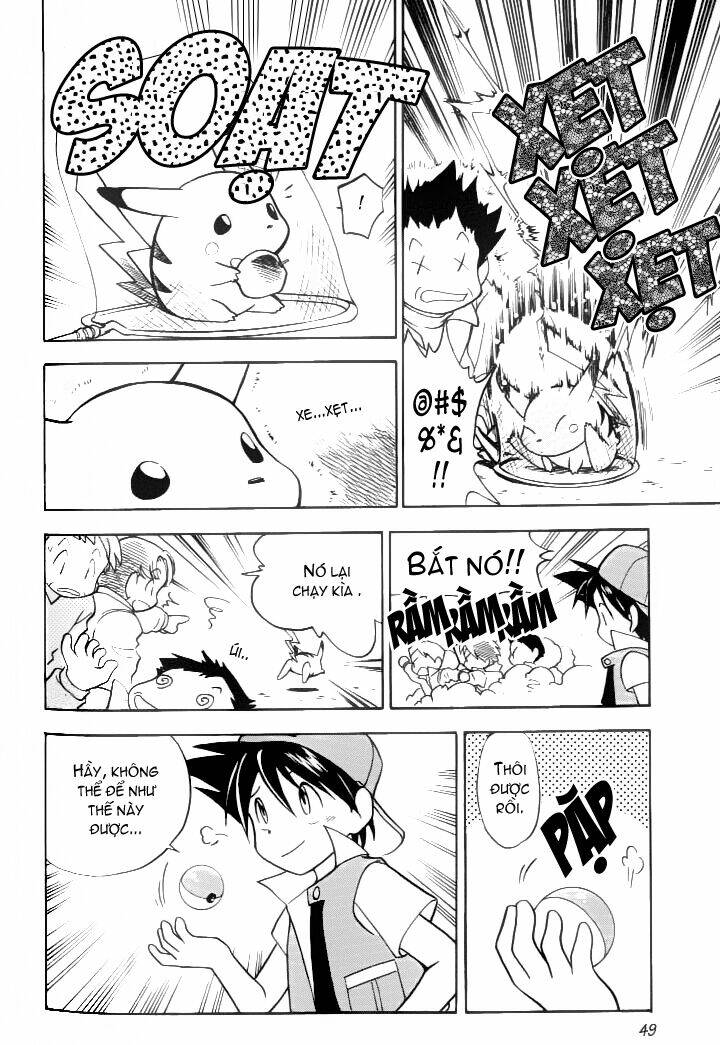 SOẠT
!
XẸT
XẸT
XẸT
@#$
%*&
!!
XE...XẸT
NÓ LẠI
CHẠY KÌA .
ÚI..
BẮT NÓ!!
RẦM RẦM RẦM
HẦY, KHÔNG
THỂ ĐỂ NHƯ
THẾ NÀY
ĐƯỢC...
THÔI
ĐƯỢC
RỒI.
PẶP
49